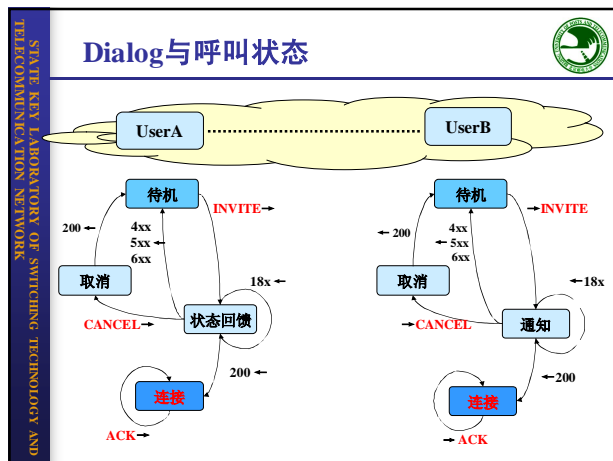 STATE KEY LABORATORY OF SWITCHING TECHNOLOGY AND
TELECOMMUNICATION NETWORK
Dialog与呼叫状态
UserA
UserB
待机
INVITE→
200 ←
4xx
5xx ←
6xx
取消
18x ←
状态回馈
CANCEL →
200 ←
连接
ACK →
待机
→INVITE
← 200
4xx
← 5xx
6xx
取消
←18x
通知
→CANCEL
←200
连接
→ ACK